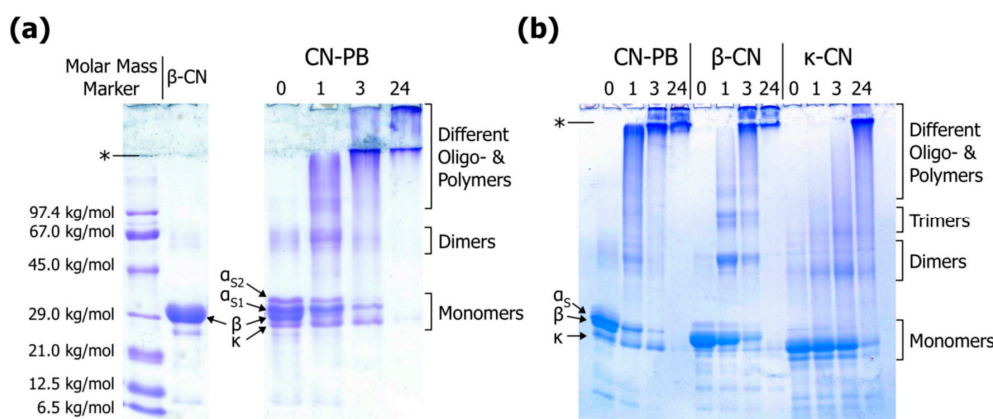 (a)
Molar Mass
Marker
β-CN
CN-PB
0 1 3 24
*
97.4 kg/mol
67.0 kg/mol
45.0 kg/mol
29.0 kg/mol
21.0 kg/mol
12.5 kg/mol
6.5 kg/mol
αS2
αS1
β
κ
Different
Oligo- &
Polymers
Dimers
Monomers
(b)
CN-PB β-CN κ-CN
0 1 3 24 0 1 3 24 0 1 3 24
*
αS
β
κ
Different
Oligo- &
Polymers
Trimers
Dimers
Monomers